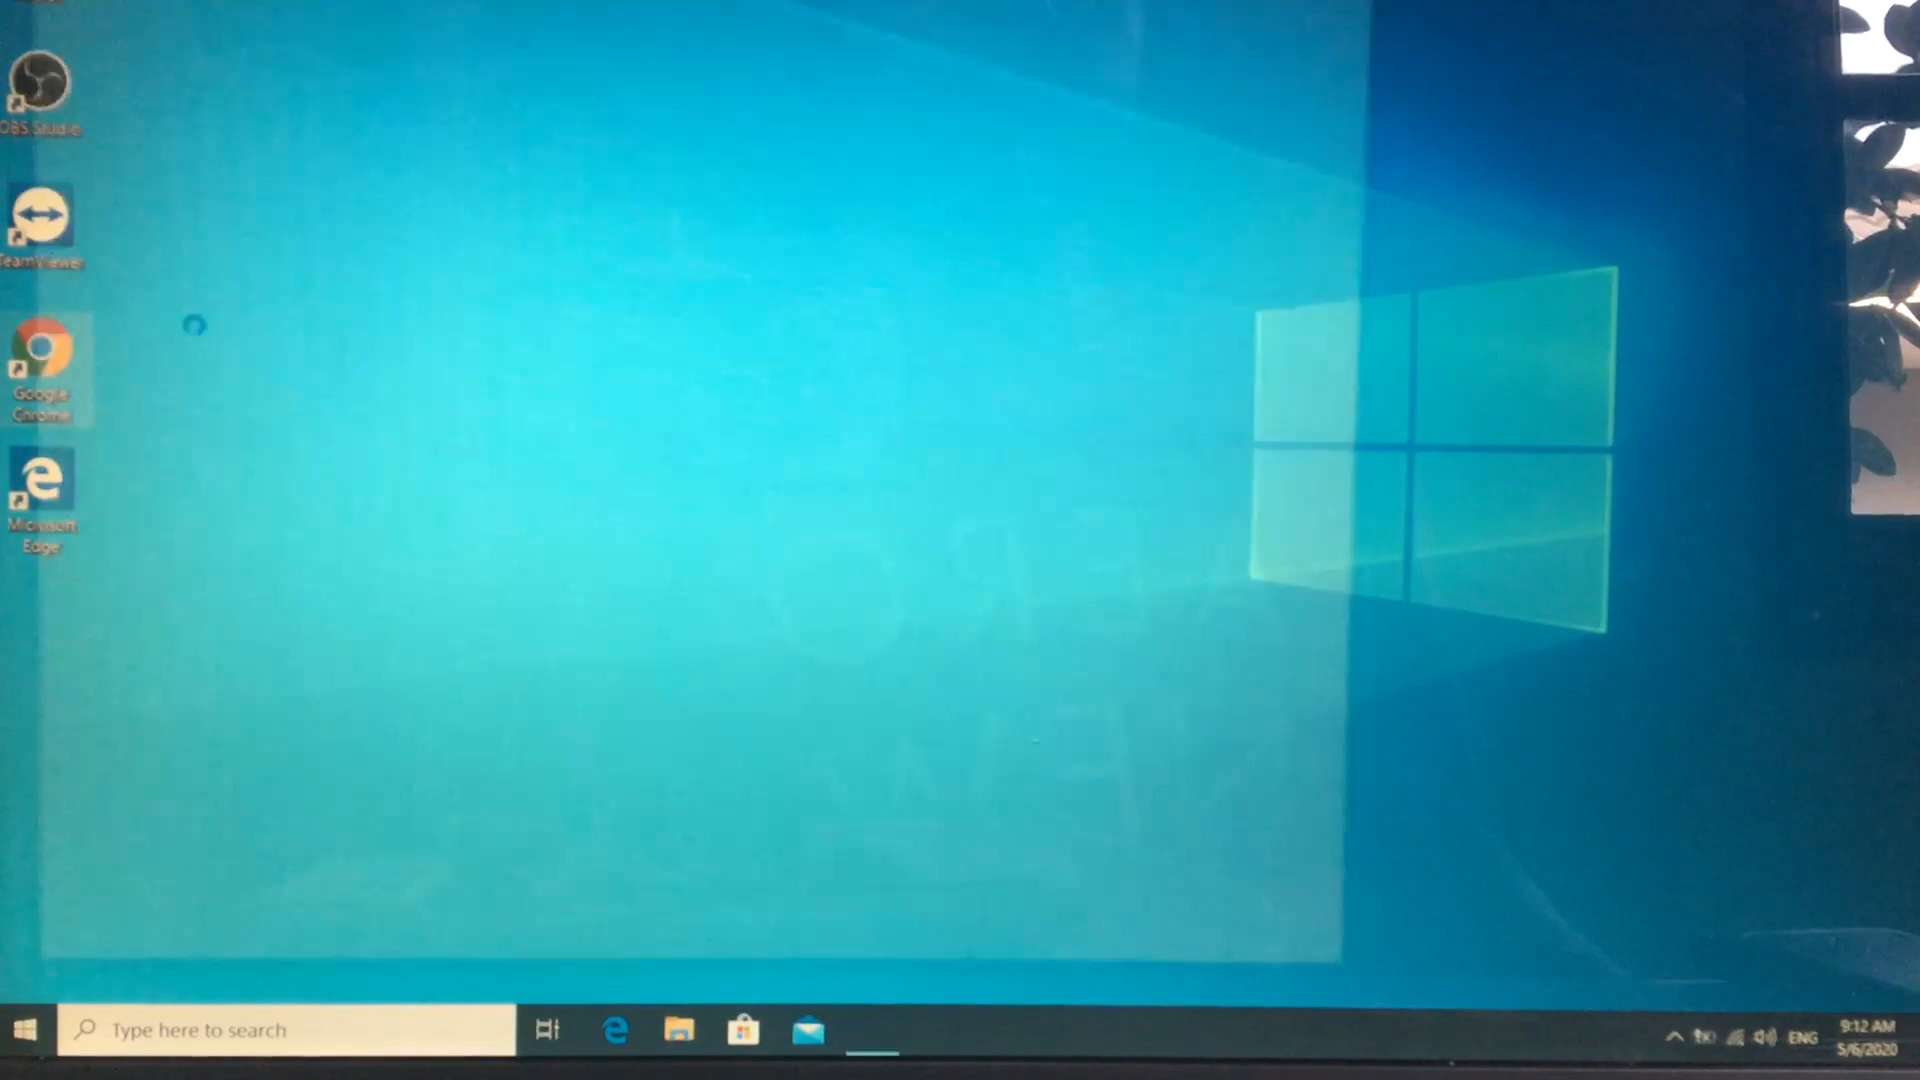 OBS Studio
TeamViewer
Google
Chrome
Microsoft
Edge
Type here to search
ENG
9:12 AM
5/6/2020